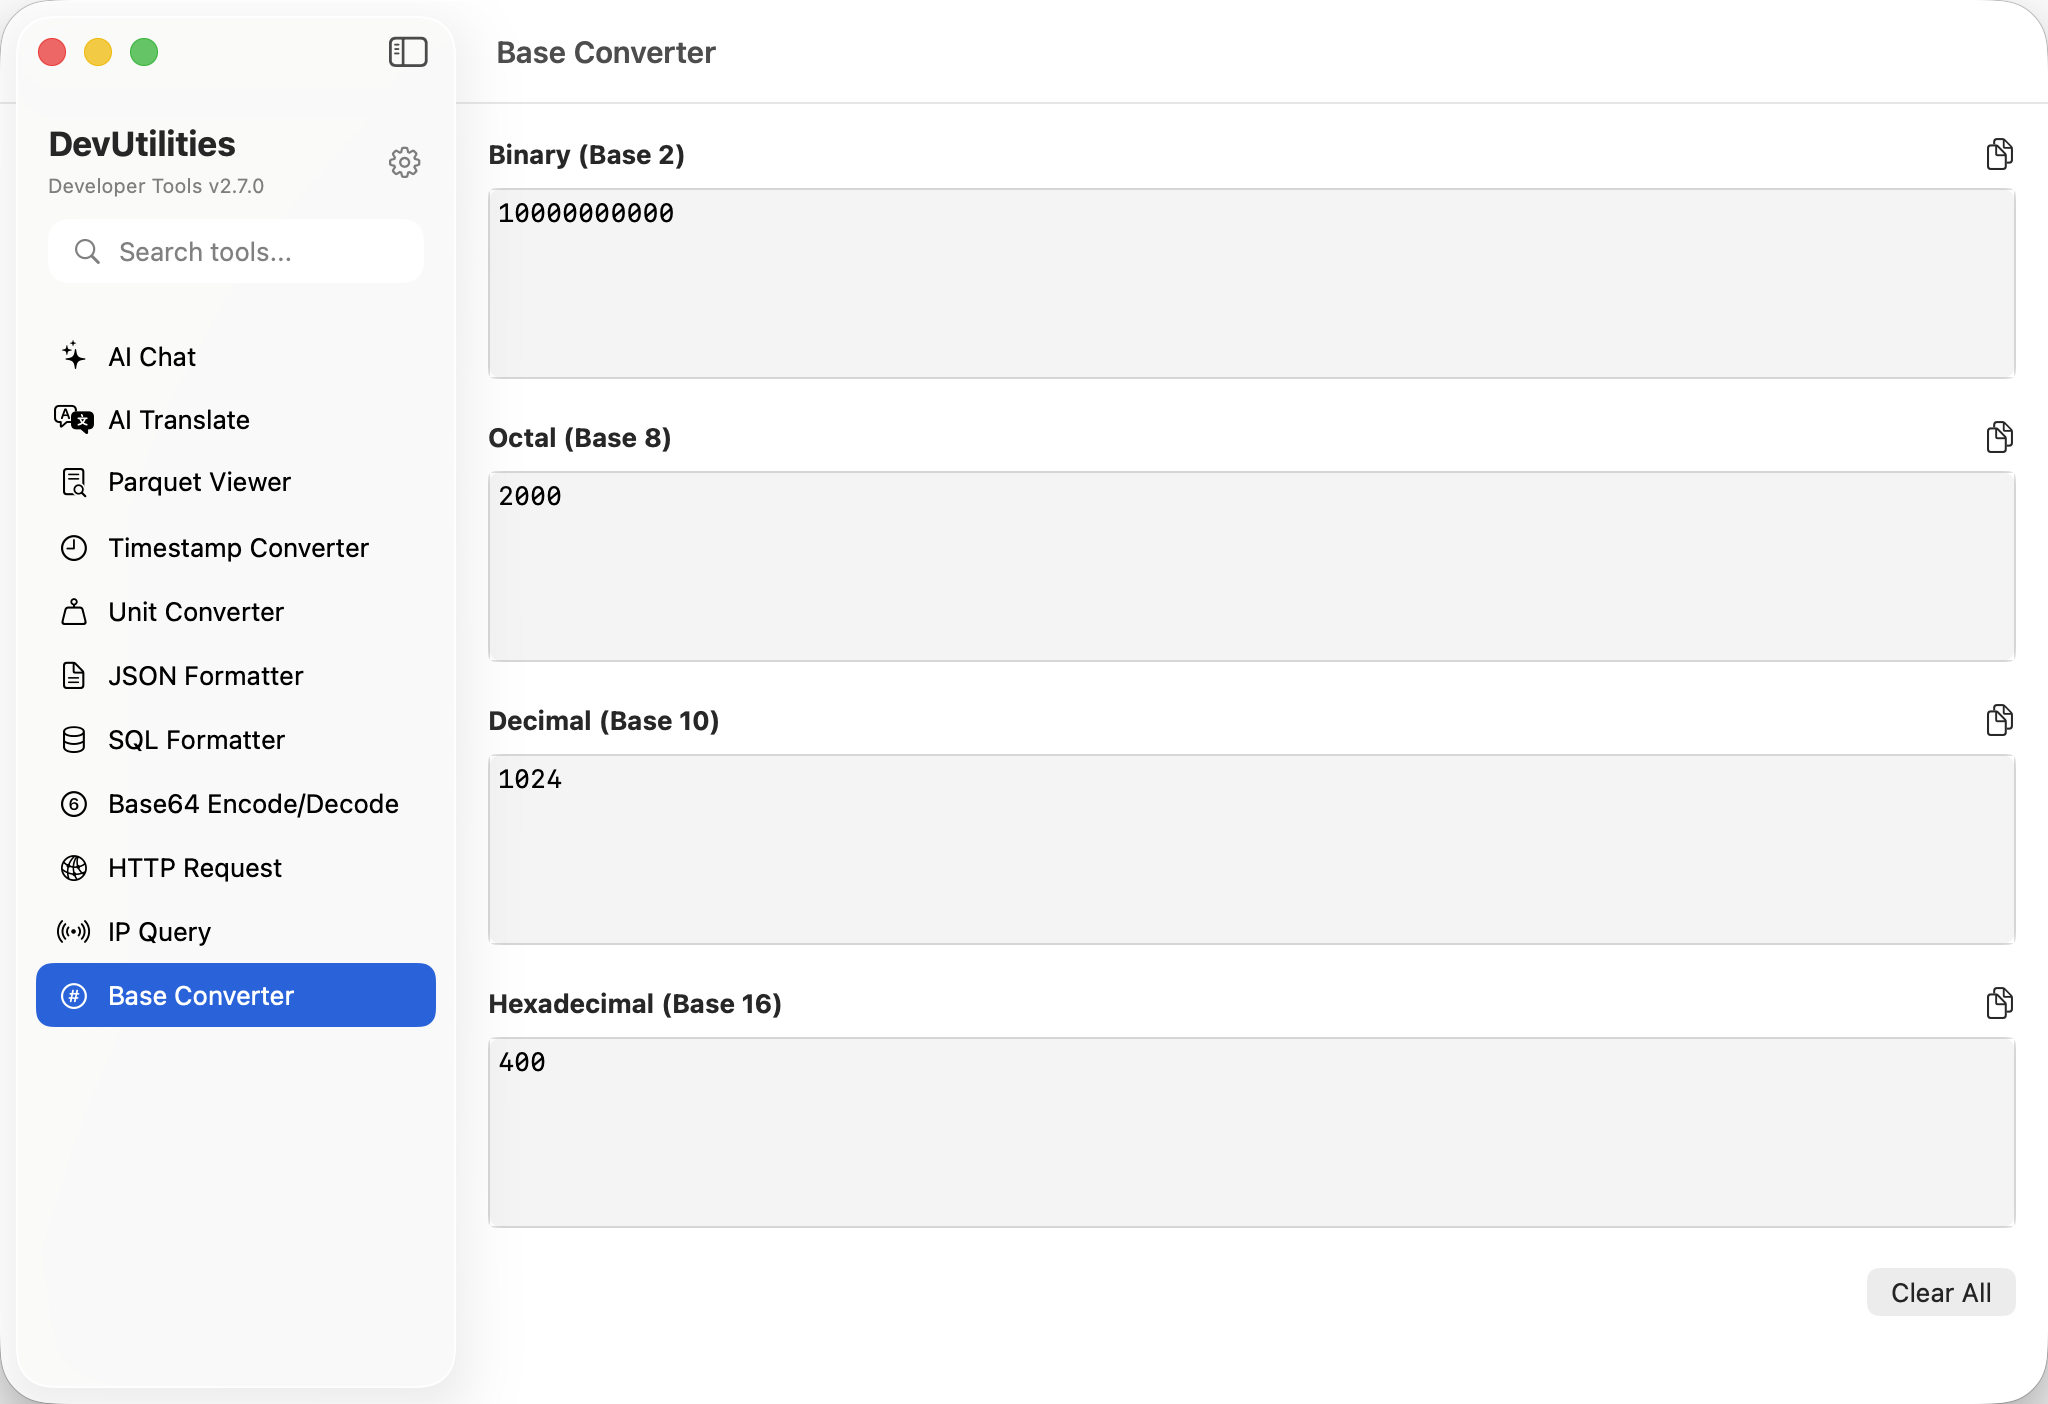 Base Converter
DevUtilities
Developer Tools v2.7.0
Search tools...
AI Chat
AI Translate
Parquet Viewer
Timestamp Converter
Unit Converter
JSON Formatter
SQL Formatter
Base64 Encode/Decode
HTTP Request
IP Query
Base Converter
Binary (Base 2)
10000000000
Octal (Base 8)
2000
Decimal (Base 10)
1024
Hexadecimal (Base 16)
400
Clear All